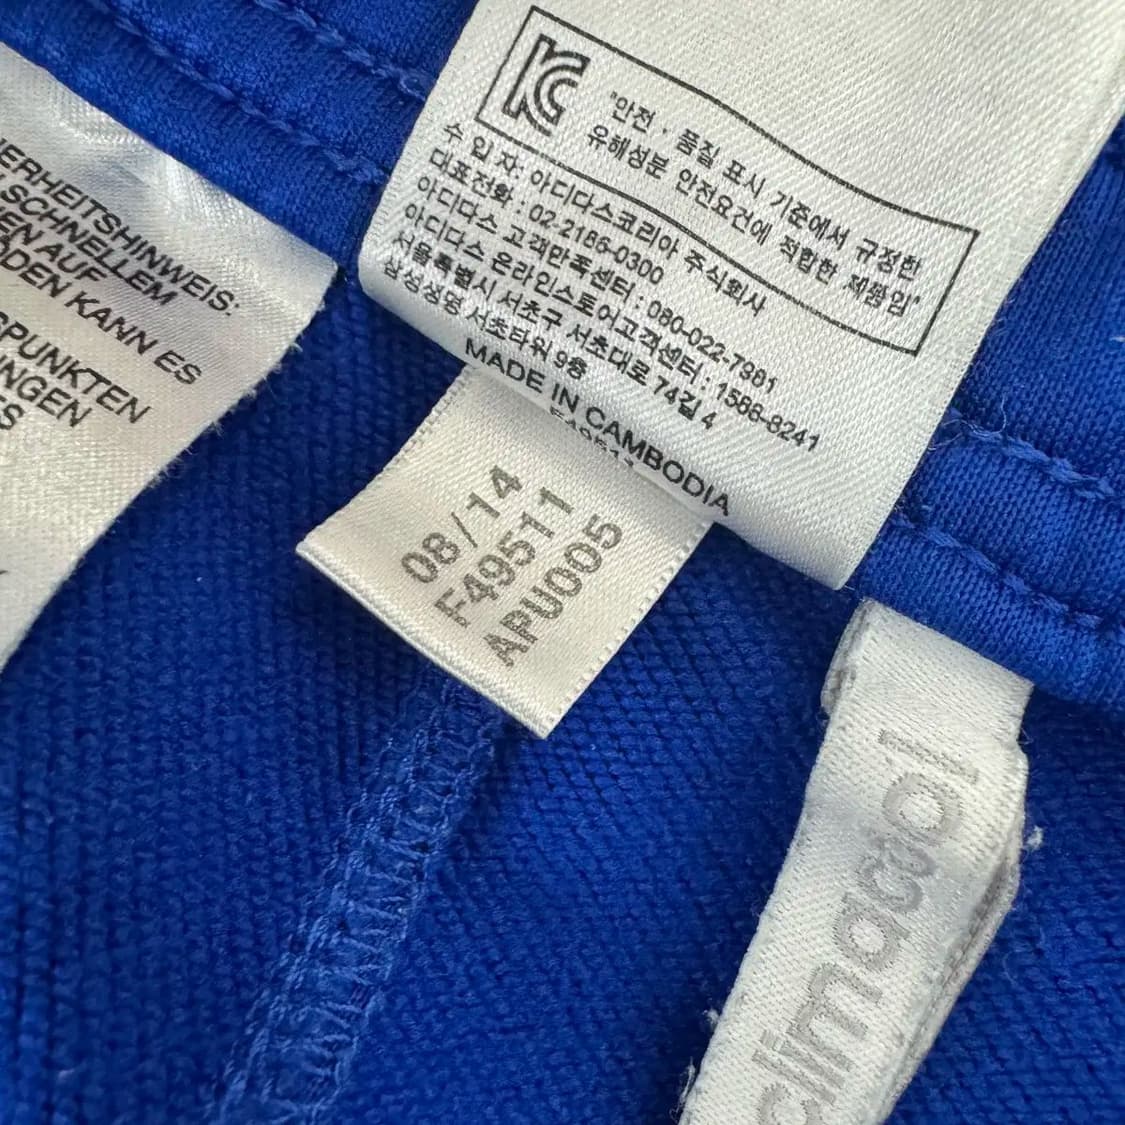 HERHEITSHINWEIS:
SCHNELLEM
EN AUF
DEN KANN ES
SPUNKTEN
NGEN
S
KC
"안전 · 품질 표시 기준에서 규정한
유해성분 안전요건에 적합한 제품임"
수 입 자: 아디다스코리아 주식회사
대표전화 : 02-2186-0300
아디다스 고객만족센터 : 080-022-7981
아디다스 온라인스토어고객센터 : 1588-8241
서울특별시 서초구 서초대로 74길 4
삼성생명 서초타워 9층
MADE IN CAMBODIA
F49511
08/14
F49511
APU005
climacool